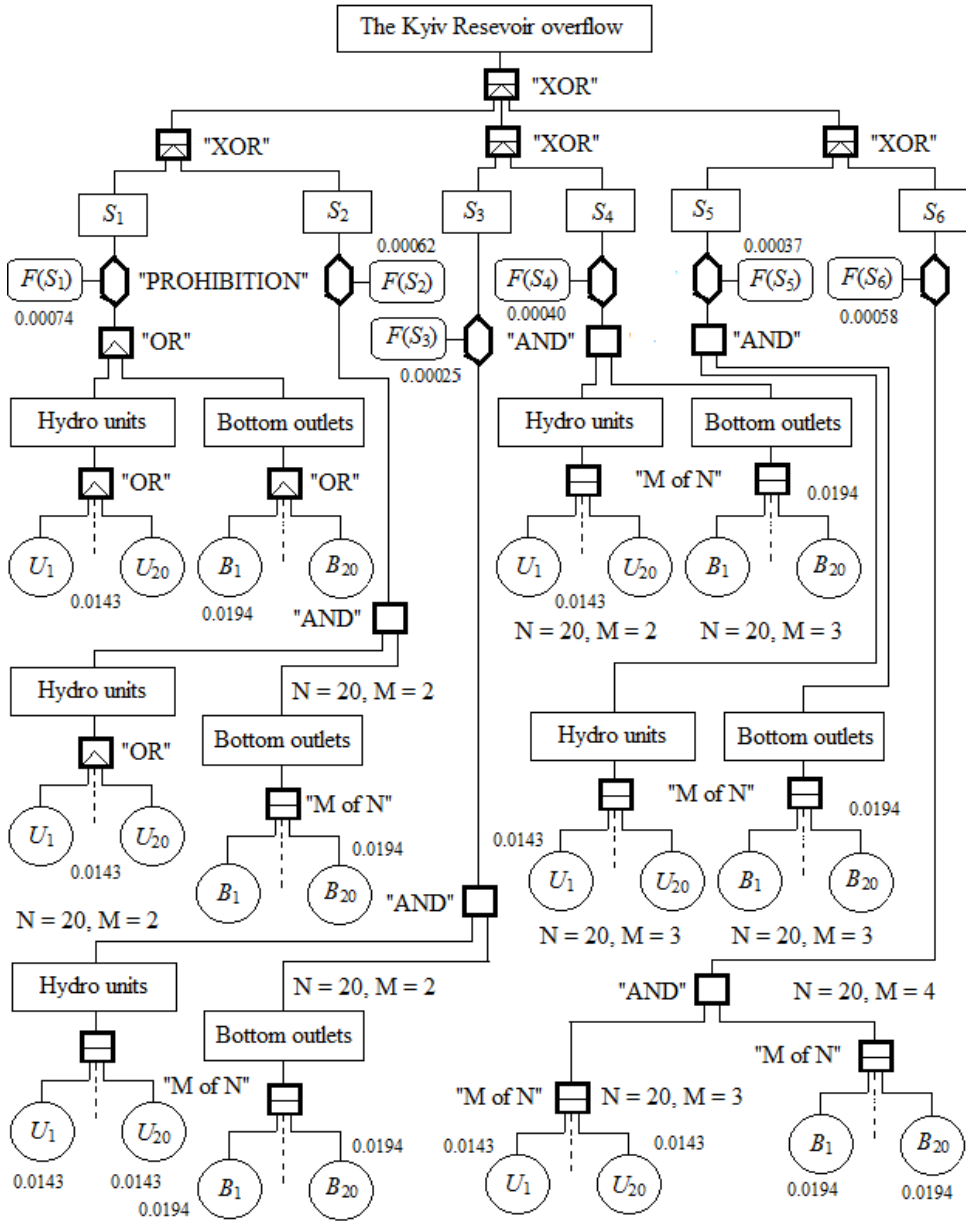 The Kyiv Resevoir overflow
"XOR"
"XOR"
"XOR"
"XOR"
S1
S2
S3
S4
S5
S6
0.00062
0.00037
F(S1)
"PROHIBITION"
F(S2)
F(S4)
F(S5)
F(S6)
0.00074
0.00040
0.00058
"OR"
F(S3)
"AND"
"AND"
0.00025
Hydro units
Bottom outlets
Hydro units
Bottom outlets
"OR"
"OR"
"M of N"
0.0194
U1
U20
B1
B20
U1
U20
B1
B20
0.0143
0.0194
0.0143
"AND"
N = 20, M = 2
N = 20, M = 3
Hydro units
N = 20, M = 2
Bottom outlets
Hydro units
Bottom outlets
"OR"
"M of N"
"M of N"
0.0194
U1
U20
0.0143
0.0194
0.0143
B1
B20
U1
U20
B1
B20
"AND"
N = 20, M = 2
N = 20, M = 3
N = 20, M = 3
Hydro units
N = 20, M = 2
"AND"
N = 20, M = 4
Bottom outlets
"M of N"
"M of N"
"M of N"
N = 20, M = 3
U1
U20
0.0194
0.0143
0.0143
B1
B20
B1
B20
U1
U20
0.0143
0.0143
0.0194
0.0194
0.0194